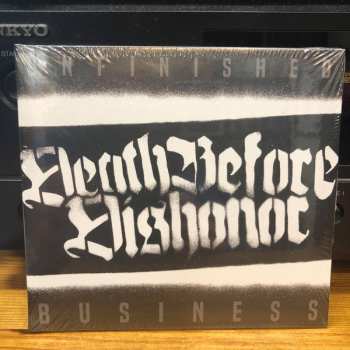 NKYO
UNFINISHED
Death Before
Dishonor
BUSINESS